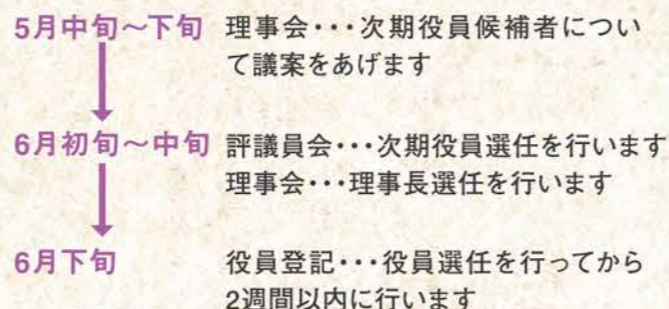 5月中旬～下旬 理事会・・・次期役員候補者につい
て議案をあげます
6月初旬～中旬 評議員会・・・次期役員選任を行います
理事会・・・理事長選任を行います
6月下旬 役員登記・・・役員選任を行ってから
2週間以内に行います